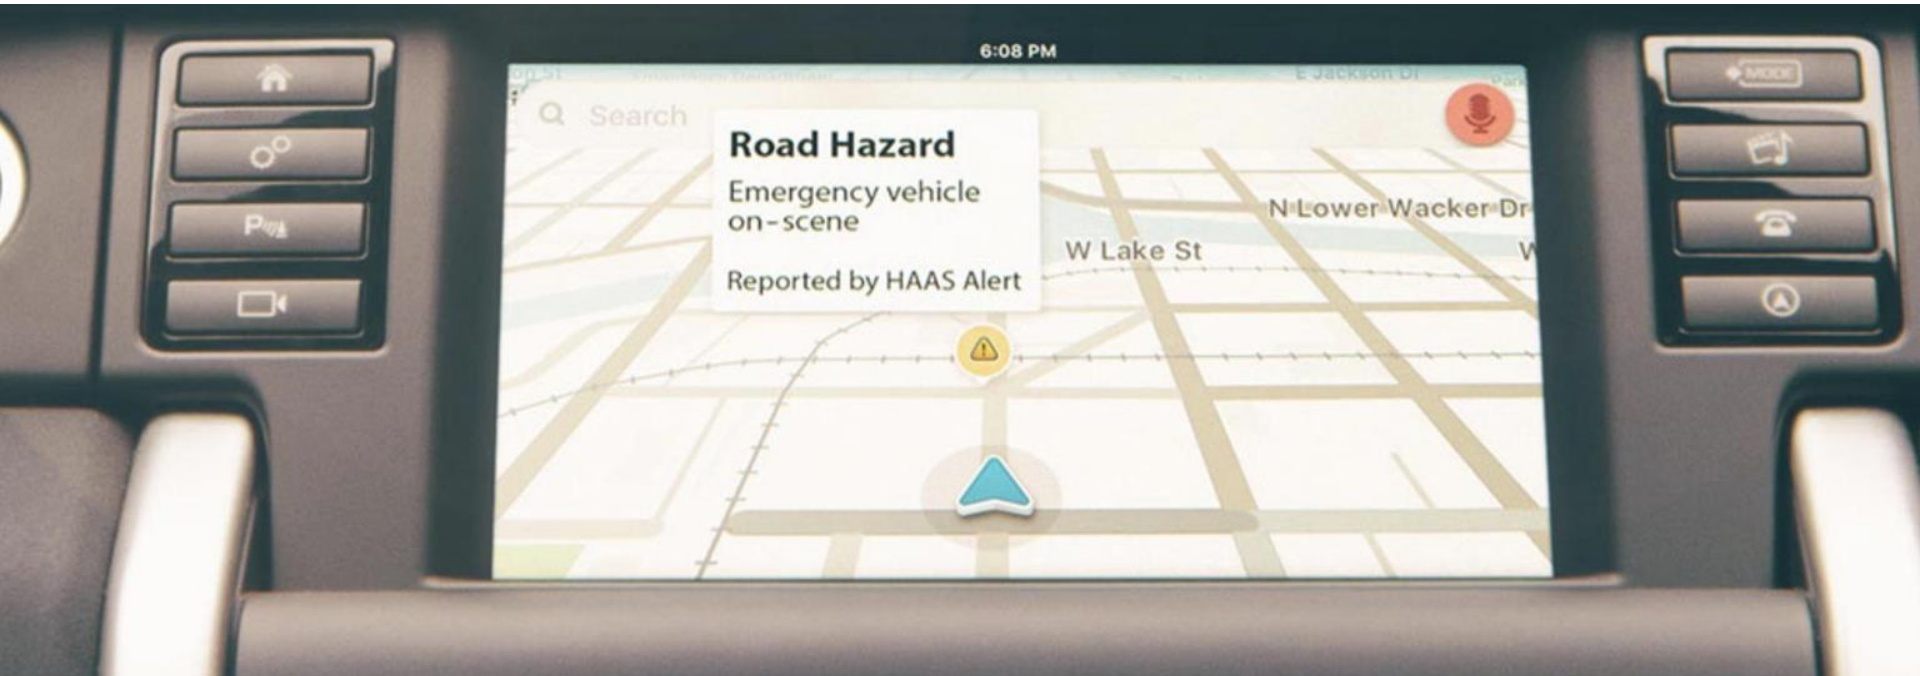 6:08 PM
E Jackson Dr
Search
Road Hazard
Emergency vehicle
on-scene
Reported by HAAS Alert
N Lower Wacker Dr
W Lake St
W
MODE
P